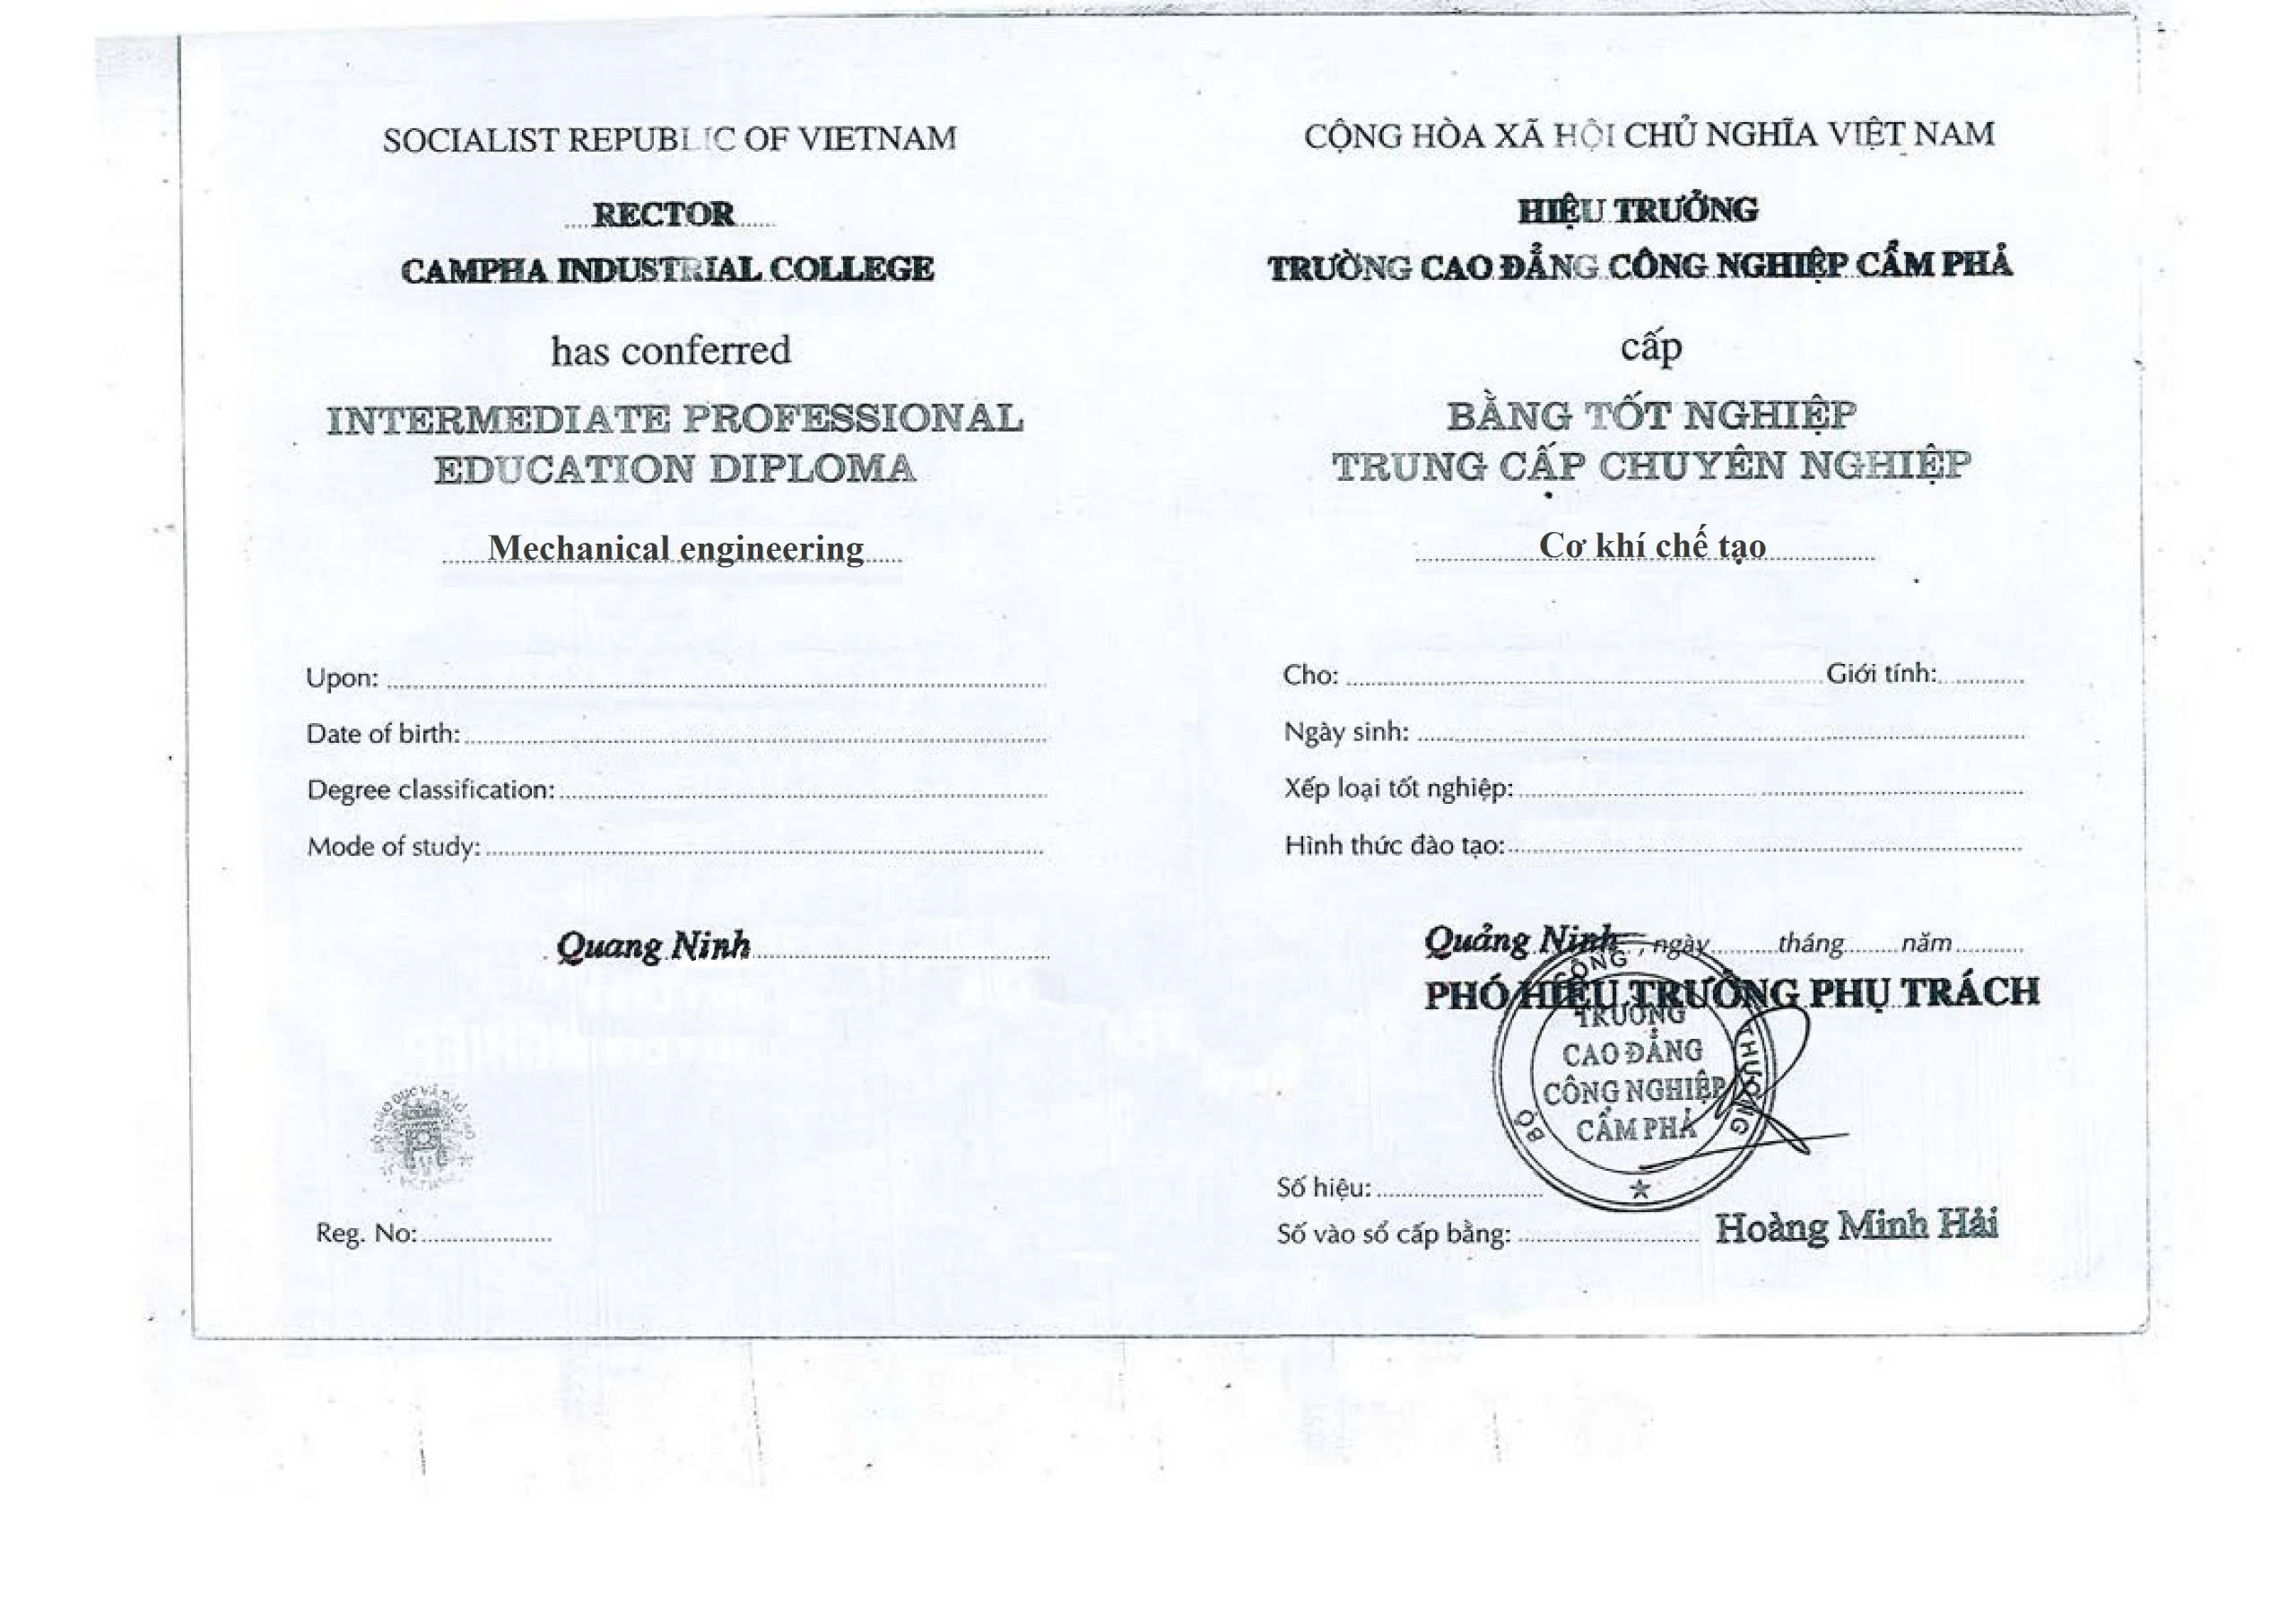 SOCIALIST REPUBLIC OF VIETNAM
RECTOR
CAMPHA INDUSTRIAL COLLEGE
has conferred
INTERMEDIATE PROFESSIONAL
EDUCATION DIPLOMA
Mechanical engineering
Upon:
Date of birth:
Degree classification:
Mode of study:
Quang Ninh
Reg. No:
CỘNG HÒA XÃ HỘI CHỦ NGHĨA VIỆT NAM
HIỆU TRƯỞNG
TRƯỜNG CAO ĐẲNG CÔNG NGHIỆP CẨM PHẢ
cấp
BẰNG TỐT NGHIỆP
TRUNG CẤP CHUYÊN NGHIỆP
Cơ khí chế tạo
Cho: Giới tính:
Ngày sinh:
Xếp loại tốt nghiệp:
Hình thức đào tạo:
Quảng Ninh, ngày tháng năm
PHÓ HIỆU TRƯỞNG PHỤ TRÁCH
BỘ CÔNG THƯƠNG
TRƯỜNG
CAO ĐẲNG
CÔNG NGHIỆP
CẨM PHẢ
Số hiệu:
Số vào sổ cấp bằng:
Hoàng Minh Hải